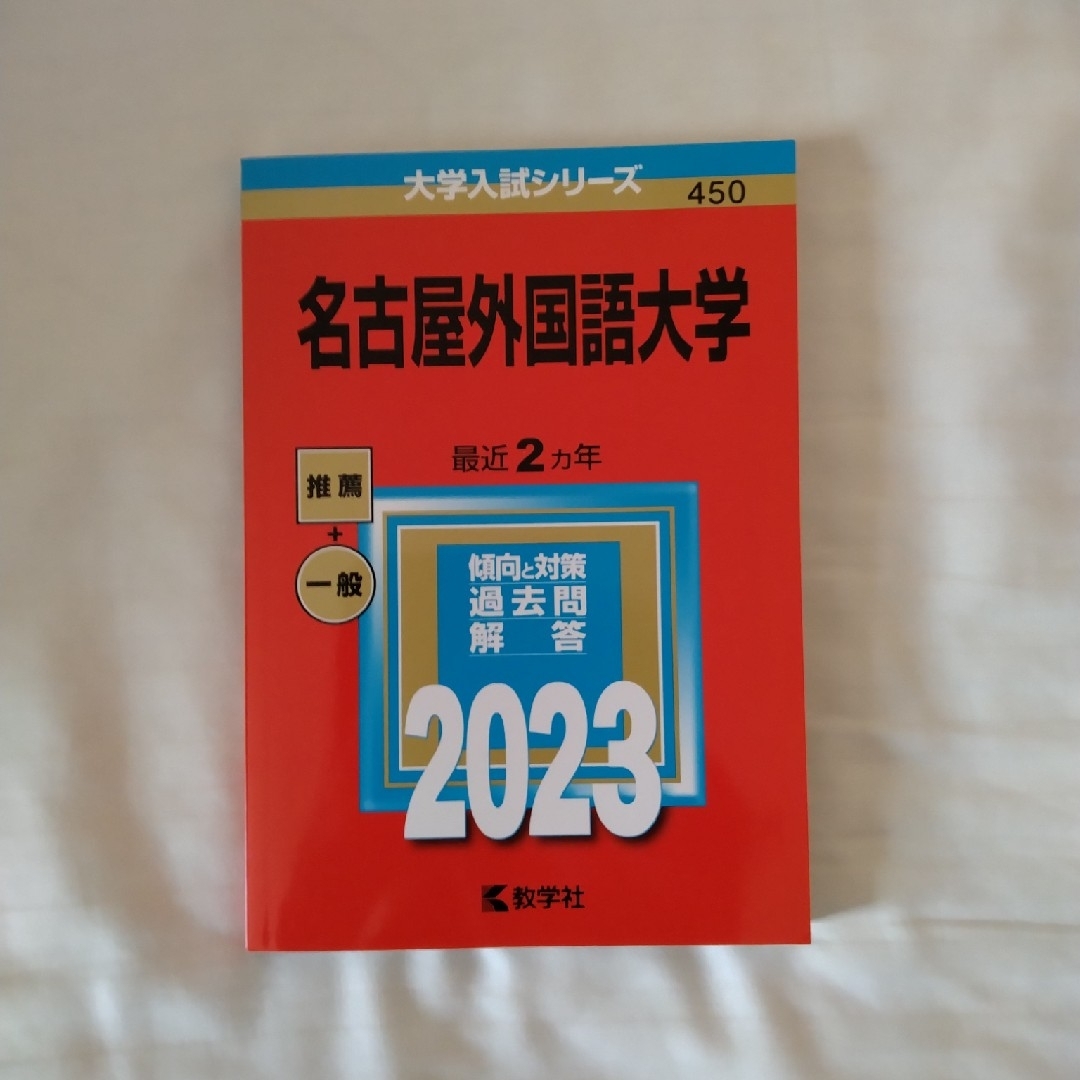 大学入試シリーズ
450
名古屋外国語大学
最近2カ年
推薦
+
一般
傾向と対策
過去問
解答
2023
教学社